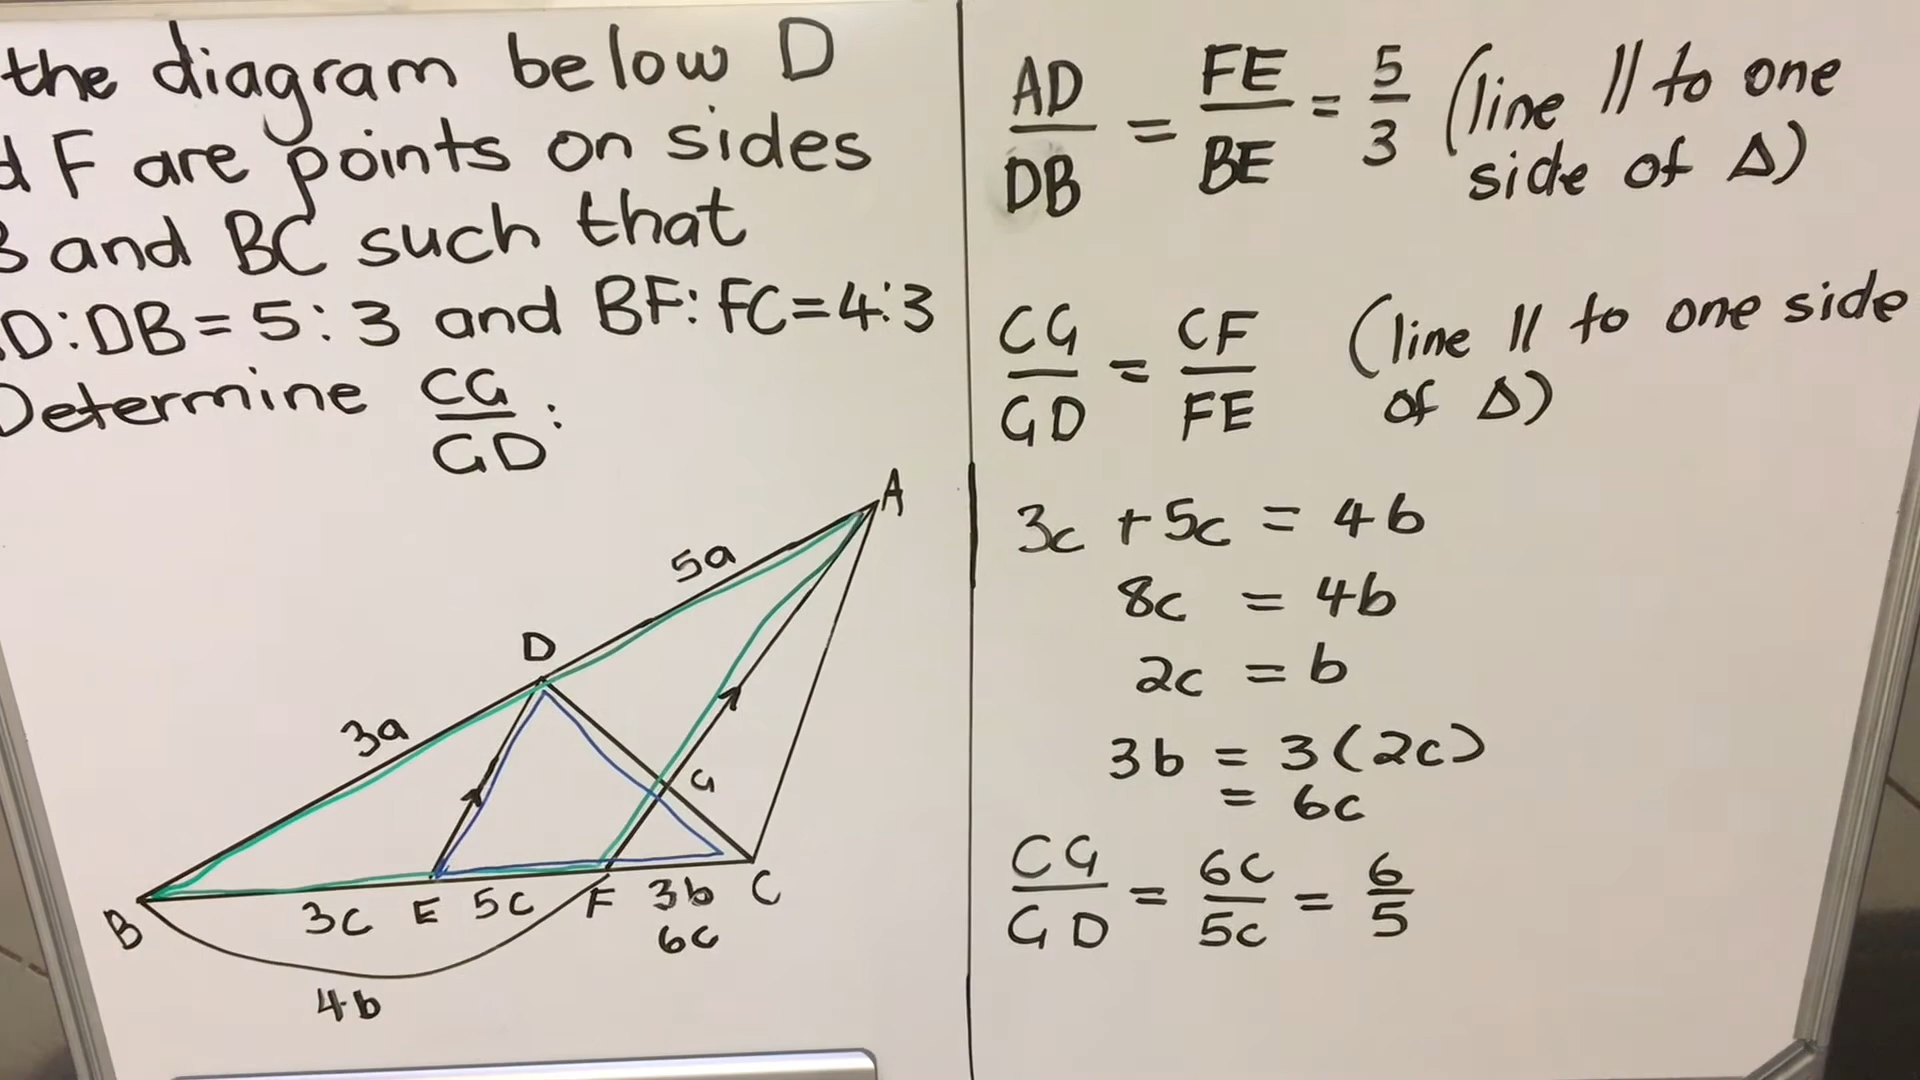 the diagram below D
d F are points on sides
B and BC such that
D:DB=5:3 and BF:FC=4:3
Determine CG/GD:
A
5a
D
3a
G
B
3c E 5c F 3b C
6c
4b
AD/DB = FE/BE = 5/3 (line // to one
side of Δ)
CG/GD = CF/FE (line // to one side
of Δ)
3c + 5c = 4b
8c = 4b
2c = b
3b = 3(2c)
= 6c
CG/GD = 6c/5c = 6/5